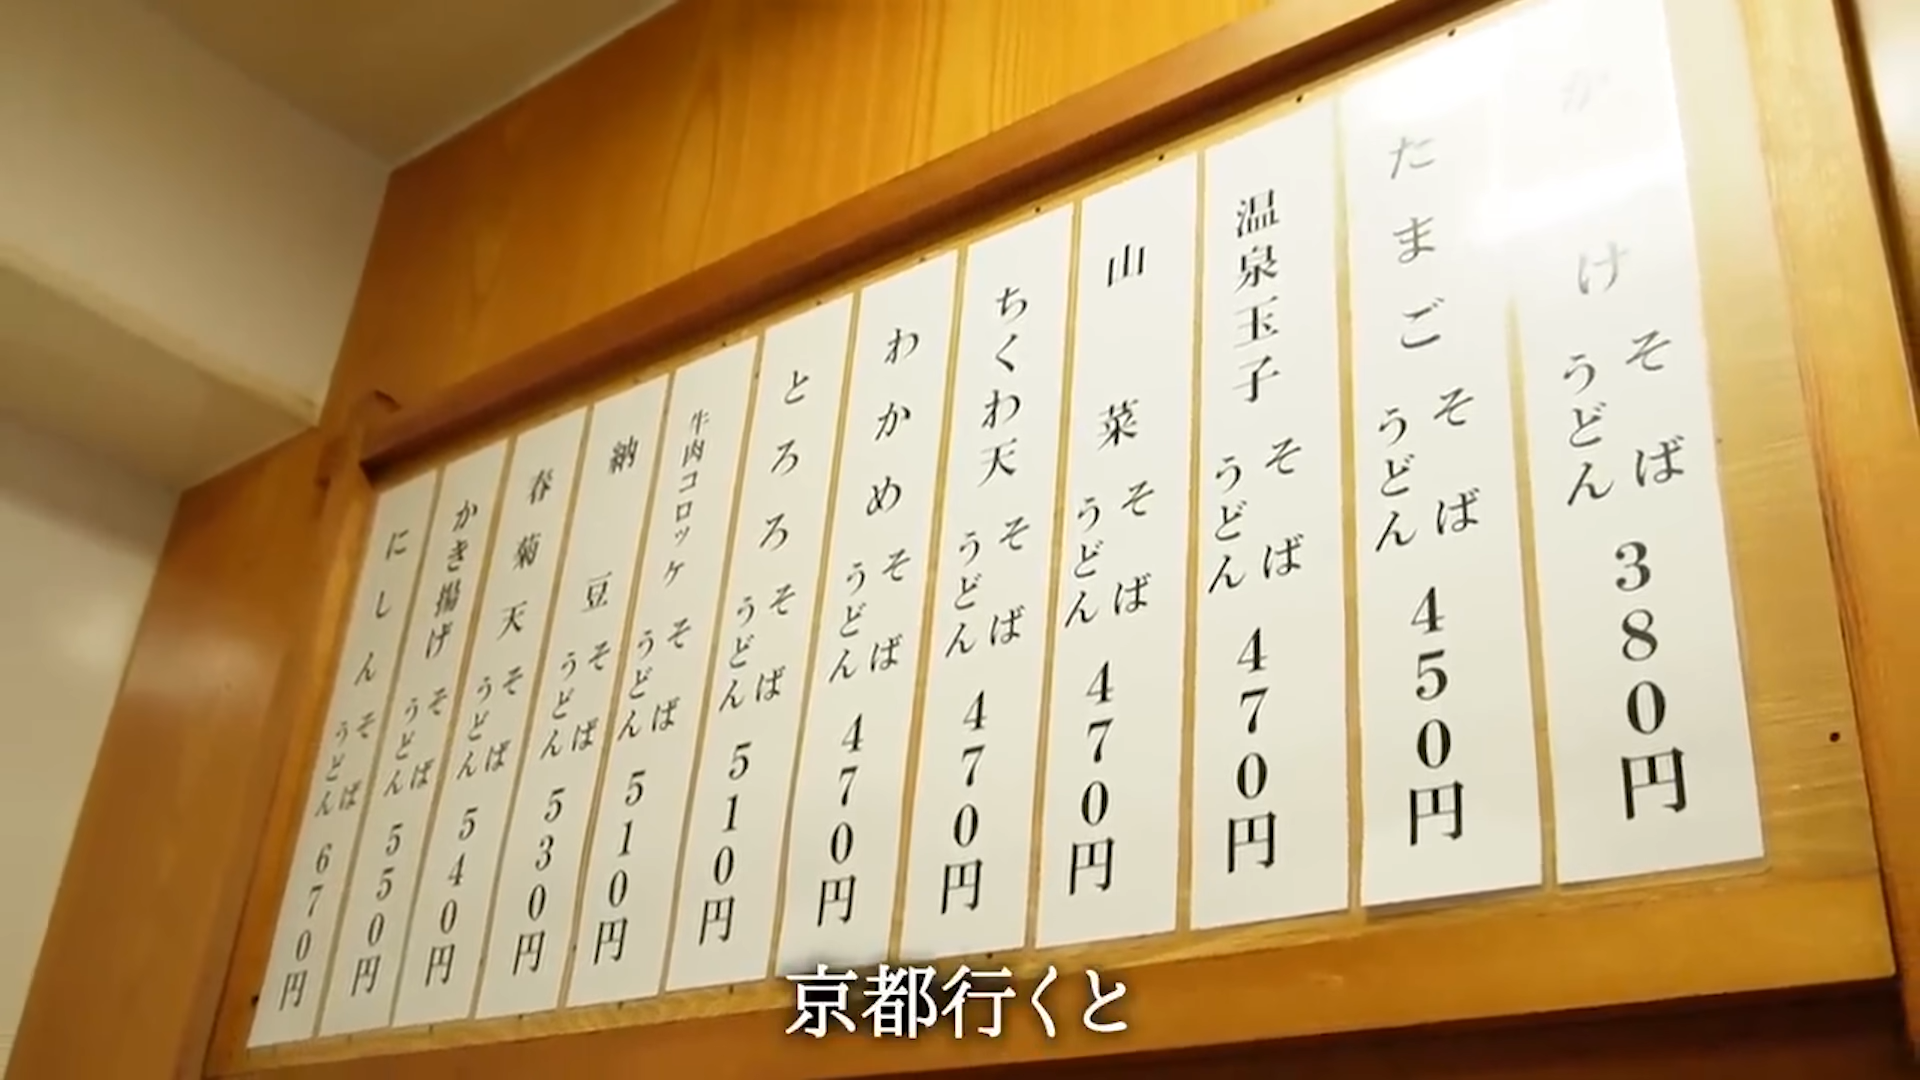 かけ そば うどん 380円
たまご そば うどん 450円
温泉玉子 そば うどん 470円
山菜 そば うどん 470円
ちくわ天 そば うどん 470円
わかめ そば うどん 470円
とろろ そば うどん 510円
牛肉コロッケ そば うどん 510円
納豆 そば うどん 530円
春菊天 そば うどん 540円
かき揚げ そば うどん 550円
にしん そば うどん 670円
京都行くと